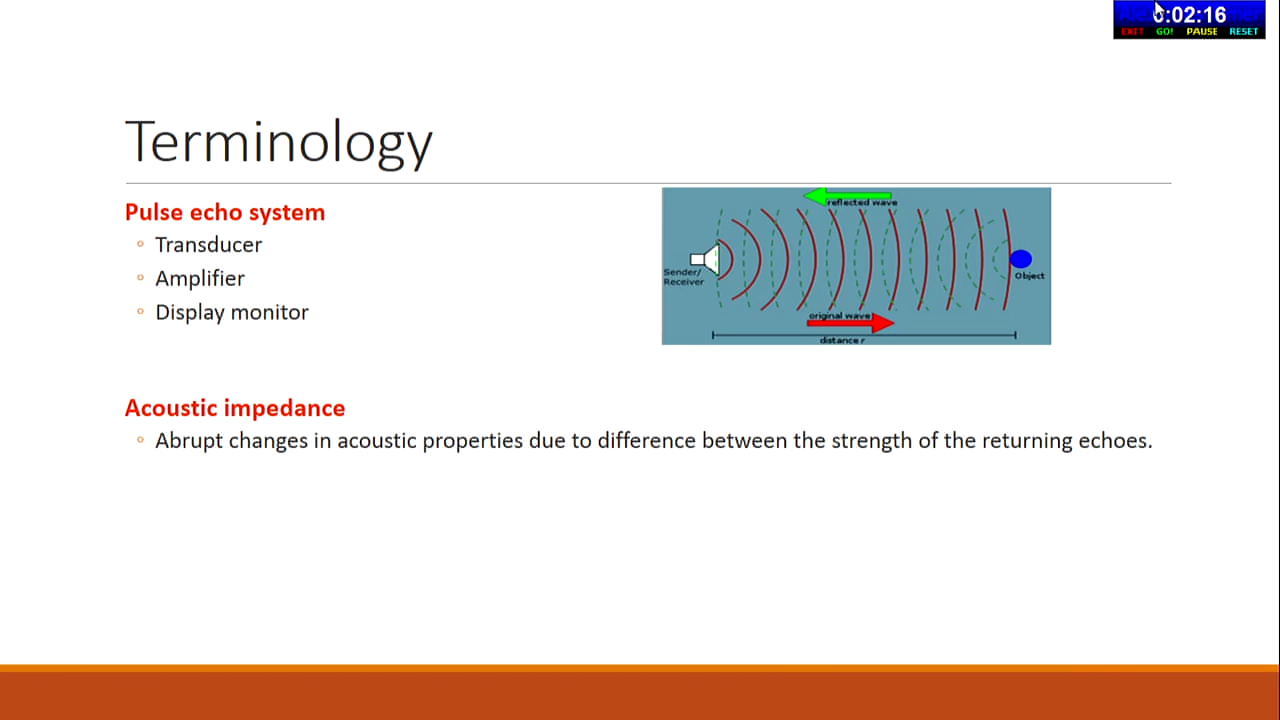 0:02:16
EXIT GO! PAUSE RESET
Terminology
Pulse echo system
◦ Transducer
◦ Amplifier
◦ Display monitor
reflected wave
Sender/
Receiver
Object
original wave
distance r
Acoustic impedance
◦ Abrupt changes in acoustic properties due to difference between the strength of the returning echoes.